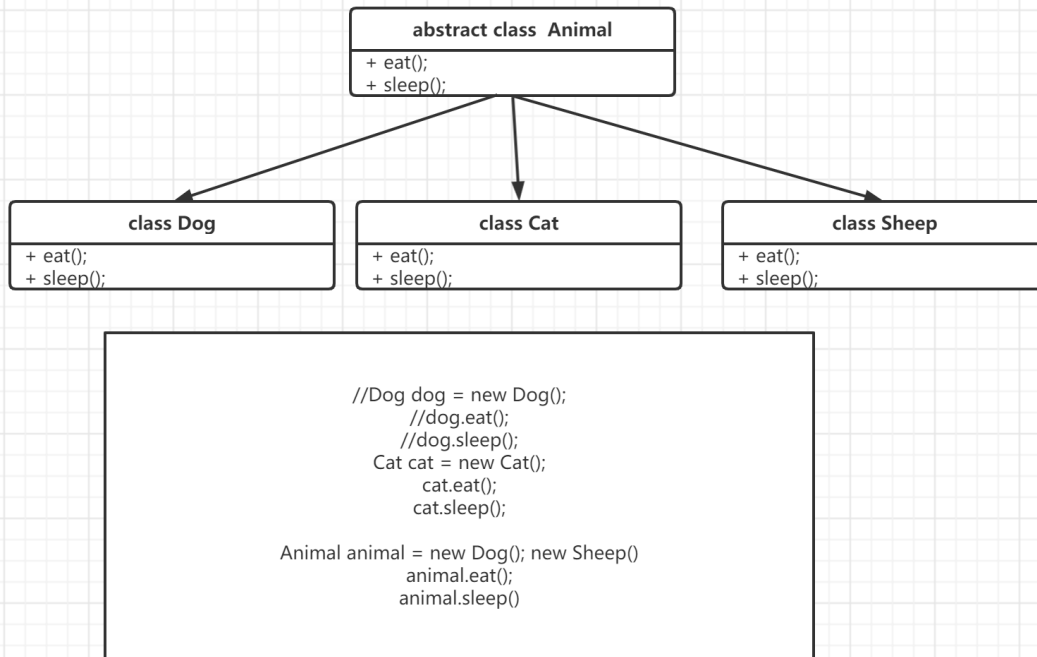 abstract class Animal
+ eat();
+ sleep();
class Dog
+ eat();
+ sleep();
class Cat
+ eat();
+ sleep();
class Sheep
+ eat();
+ sleep();
//Dog dog = new Dog();
//dog.eat();
//dog.sleep();
Cat cat = new Cat();
cat.eat();
cat.sleep();
Animal animal = new Dog(); new Sheep()
animal.eat();
animal.sleep()